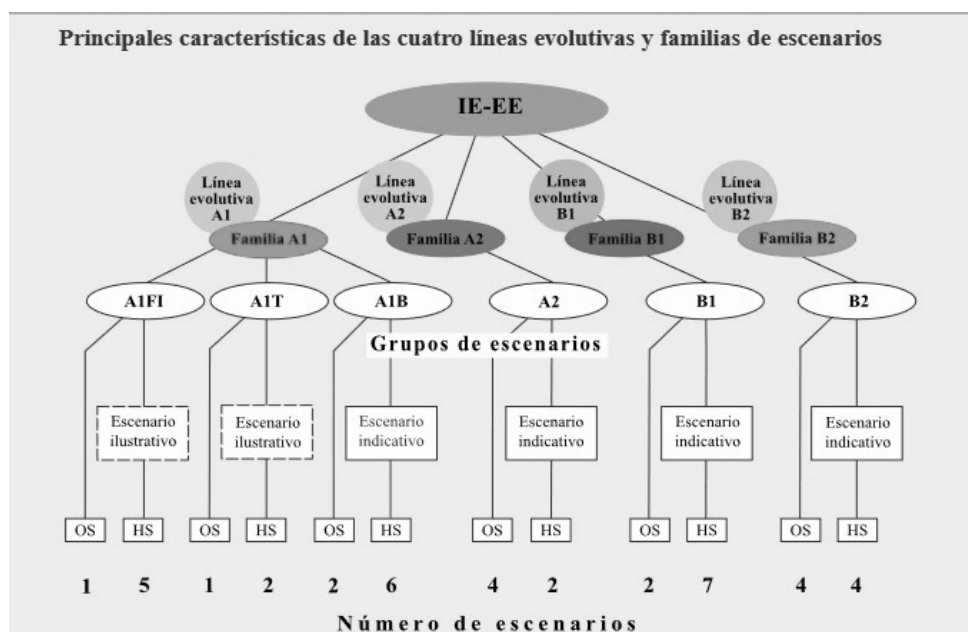 Principales características de las cuatro líneas evolutivas y familias de escenarios
IE-EE
Línea
evolutiva
A1
Línea
evolutiva
A2
Línea
evolutiva
B1
Línea
evolutiva
B2
Familia A1
Familia A2
Familia B1
Familia B2
A1FI
A1T
A1B
A2
B1
B2
Grupos de escenarios
Escenario
ilustrativo
Escenario
ilustrativo
Escenario
indicativo
Escenario
indicativo
Escenario
indicativo
Escenario
indicativo
OS HS OS HS OS HS OS HS OS HS OS HS
1 5 1 2 2 6 4 2 2 7 4 4
Número de escenarios